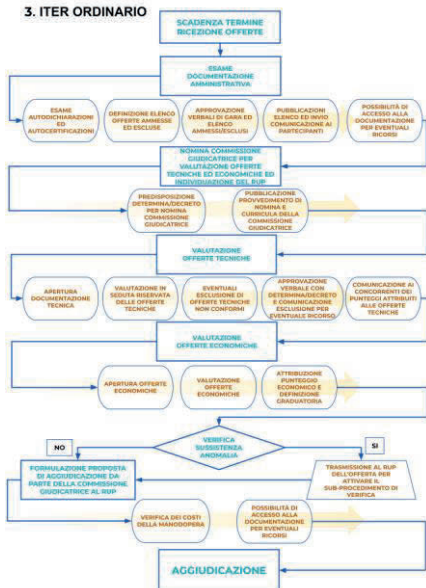 3. ITER ORDINARIO
SCADENZA TERMINE
RICEZIONE OFFERTE
ESAME
DOCUMENTAZIONE
AMMINISTRATIVA
ESAME
AUTODICHIARAZIONI
ED
AUTOCERTIFICAZIONI
DEFINIZIONE ELENCO
OFFERTE AMMESSE
ED ESCLUSE
APPROVAZIONE
VERBALI DI GARA ED
ELENCO
AMMESSI/ESCLUSI
PUBBLICAZIONI
ELENCO ED INVIO
COMUNICAZIONE AI
PARTECIPANTI
POSSIBILITÀ DI
ACCESSO ALLA
DOCUMENTAZIONE
PER EVENTUALI
RICORSI
NOMINA COMMISSIONE
GIUDICATRICE PER
VALUTAZIONE OFFERTE
TECNICHE ED ECONOMICHE ED
INDIVIDUAZIONE DEL RUP
PREDISPOSIZIONE
DETERMINA/DECRETO
PER NOMINA
COMMISSIONE
GIUDICATRICE
PUBBLICAZIONE
PROVVEDIMENTO DI
NOMINA E
CURRICULA DELLA
COMMISSIONE
GIUDICATRICE
VALUTAZIONE
OFFERTE TECNICHE
APERTURA
DOCUMENTAZIONE
TECNICA
VALUTAZIONE IN
SEDUTA RISERVATA
DELLE OFFERTE
TECNICHE
EVENTUALI
ESCLUSIONE DI
OFFERTE TECNICHE
NON CONFORMI
APPROVAZIONE
VERBALE CON
DETERMINA/DECRETO
E COMUNICAZIONE
ESCLUSIONE PER
EVENTUALE RICORSO
COMUNICAZIONE AI
CONCORRENTI DEI
PUNTEGGI ATTRIBUITI
ALLE OFFERTE
TECNICHE
VALUTAZIONE
OFFERTE ECONOMICHE
APERTURA OFFERTE
ECONOMICHE
VALUTAZIONE
OFFERTE
ECONOMICHE
ATTRIBUZIONE
PUNTEGGIO
ECONOMICO E
DEFINIZIONE
GRADUATORIA
VERIFICA
SUSSISTENZA
ANOMALIA
NO
SI
FORMULAZIONE PROPOSTA
DI AGGIUDICAZIONE DA
PARTE DELLA COMMISSIONE
GIUDICATRICE AL RUP
TRASMISSIONE AL RUP
DELL'OFFERTA PER
ATTIVARE IL
SUB-PROCEDIMENTO DI
VERIFICA
VERIFICA DEI COSTI
DELLA MANODOPERA
POSSIBILITÀ DI
ACCESSO ALLA
DOCUMENTAZIONE
PER EVENTUALI
RICORSI
AGGIUDICAZIONE